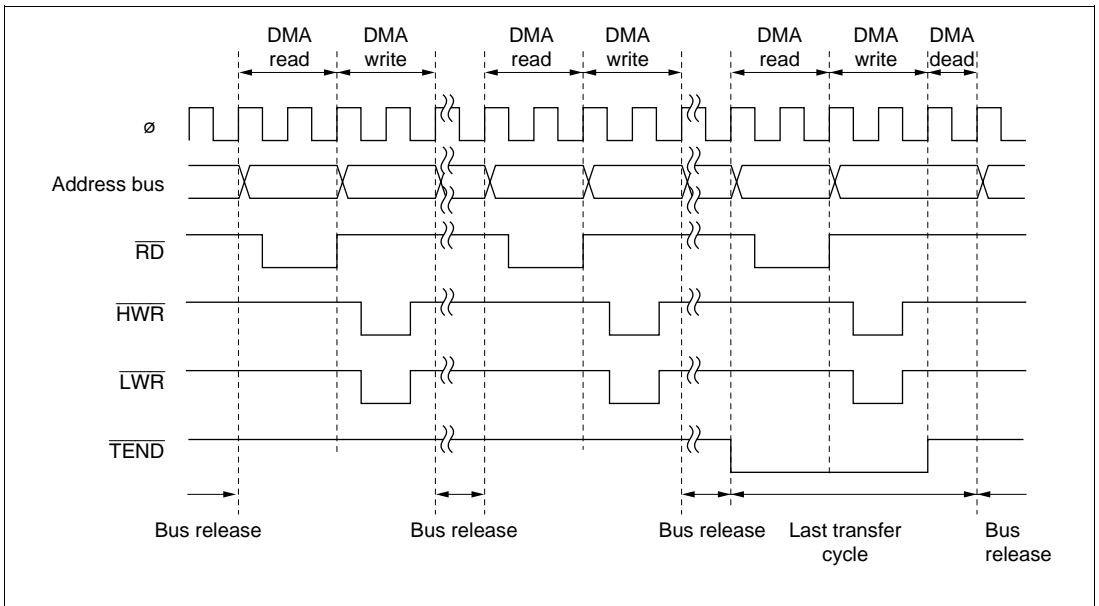 DMA read DMA write DMA read DMA write DMA read DMA write DMA dead
ø
Address bus
RD
HWR
LWR
TEND
Bus release Bus release Bus release Last transfer cycle Bus release